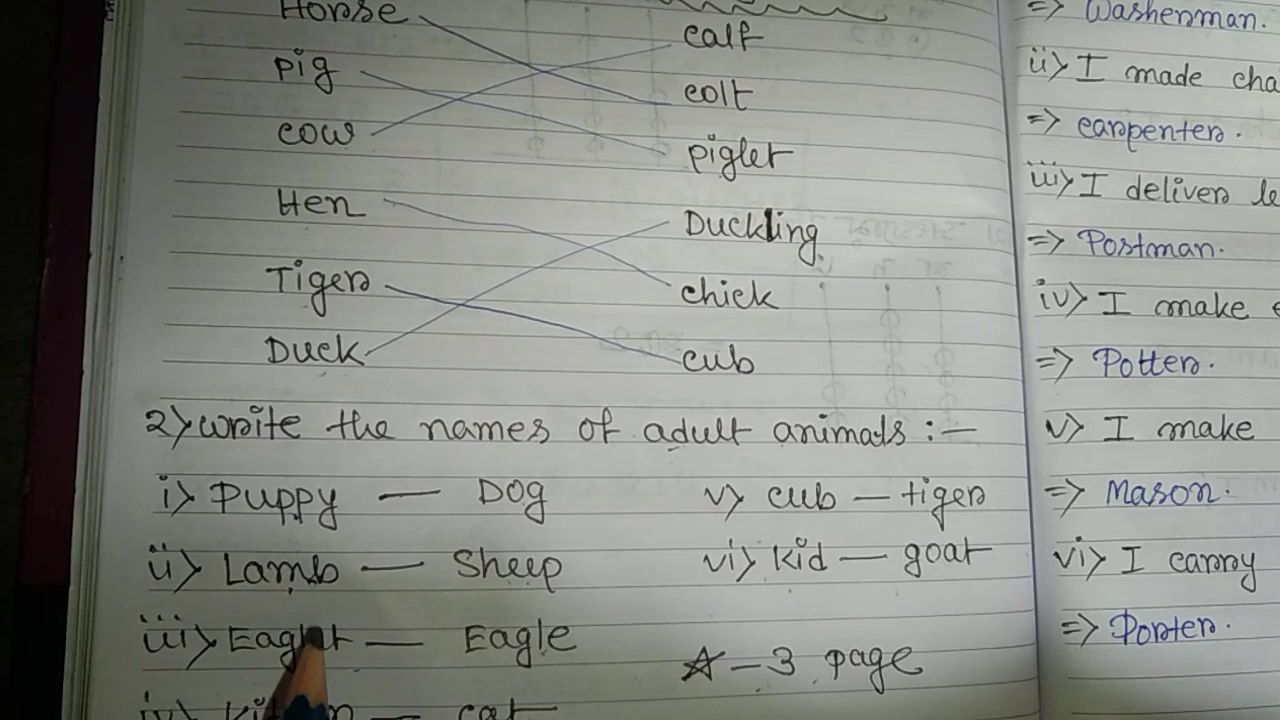 Horse calf
pig colt
cow piglet
Hen Duckling
Tiger chick
Duck cub
2) write the names of adult animals :-
i) Puppy — Dog
ii) Lamb — Sheep
iii) — Eagle
iv) — cat
v) cub — tiger
vi) kid — goat
☆ - 3 page
=> Washerman.
ii) I made
=> carpenter.
iii) I deliver
=> Postman.
iv) I make
=> Potter.
v) I make
=> Mason.
vi) I carry
=> Porter.